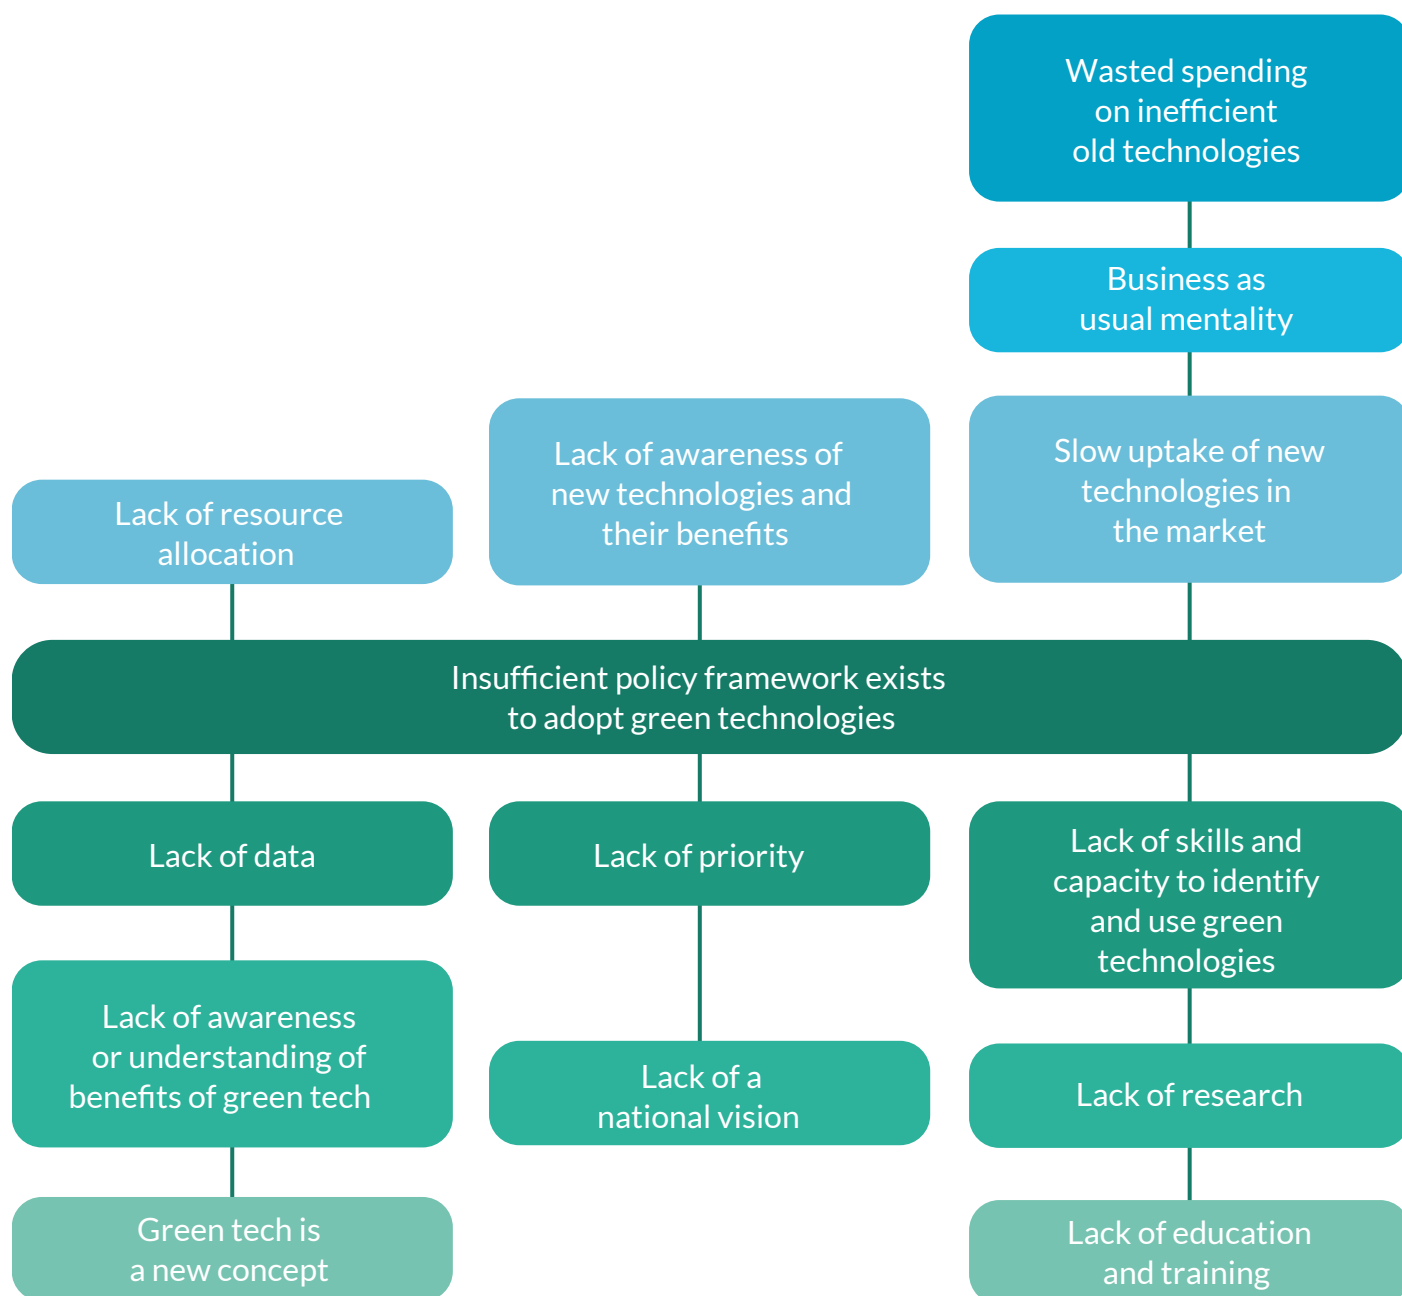 Wasted spending
on inefficient
old technologies
Business as
usual mentality
Lack of resource
allocation
Lack of awareness of
new technologies and
their benefits
Slow uptake of new
technologies in
the market
Insufficient policy framework exists
to adopt green technologies
Lack of data
Lack of priority
Lack of skills and
capacity to identify
and use green
technologies
Lack of awareness
or understanding of
benefits of green tech
Lack of a
national vision
Lack of research
Green tech is
a new concept
Lack of education
and training